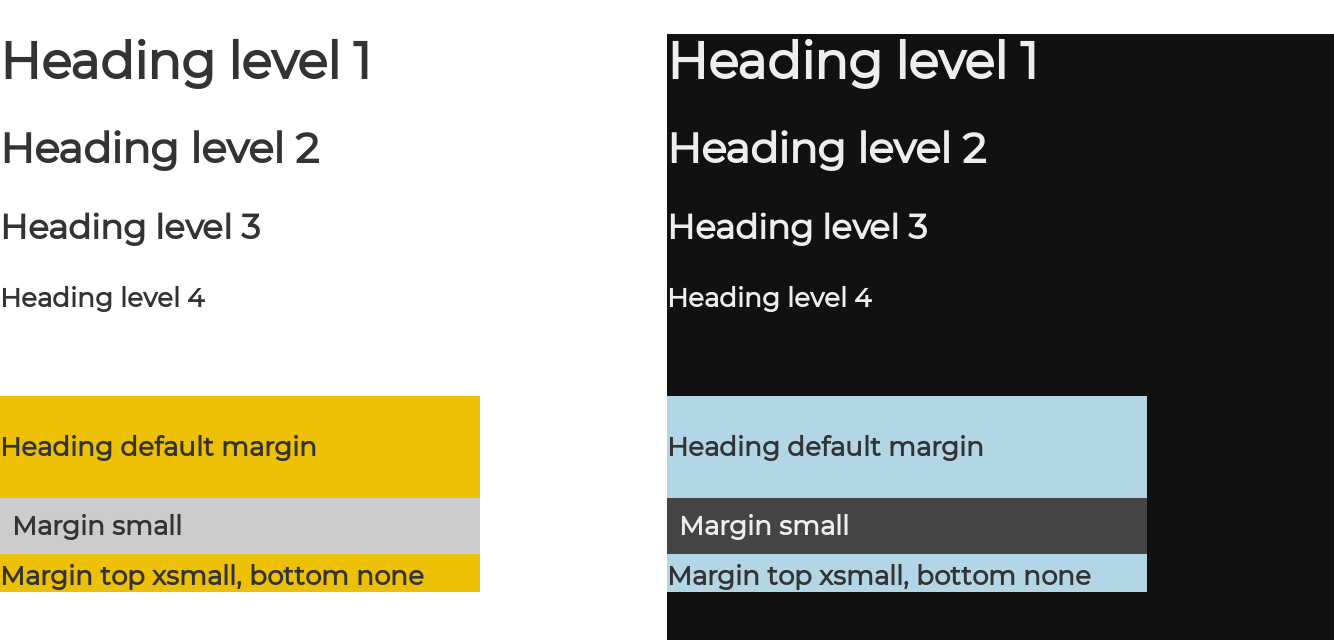 Heading level 1
Heading level 2
Heading level 3
Heading level 4
Heading default margin
Margin small
Margin top xsmall, bottom none
Heading level 1
Heading level 2
Heading level 3
Heading level 4
Heading default margin
Margin small
Margin top xsmall, bottom none